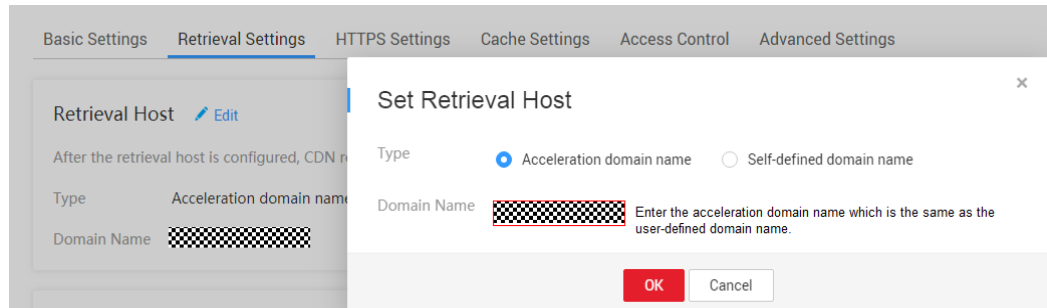 Basic Settings Retrieval Settings HTTPS Settings Cache Settings Access Control Advanced Settings
Retrieval Host Edit
After the retrieval host is configured, CDN
Type Acceleration domain name
Domain Name
Set Retrieval Host
Type Acceleration domain name Self-defined domain name
Domain Name Enter the acceleration domain name which is the same as the
user-defined domain name.
OK Cancel